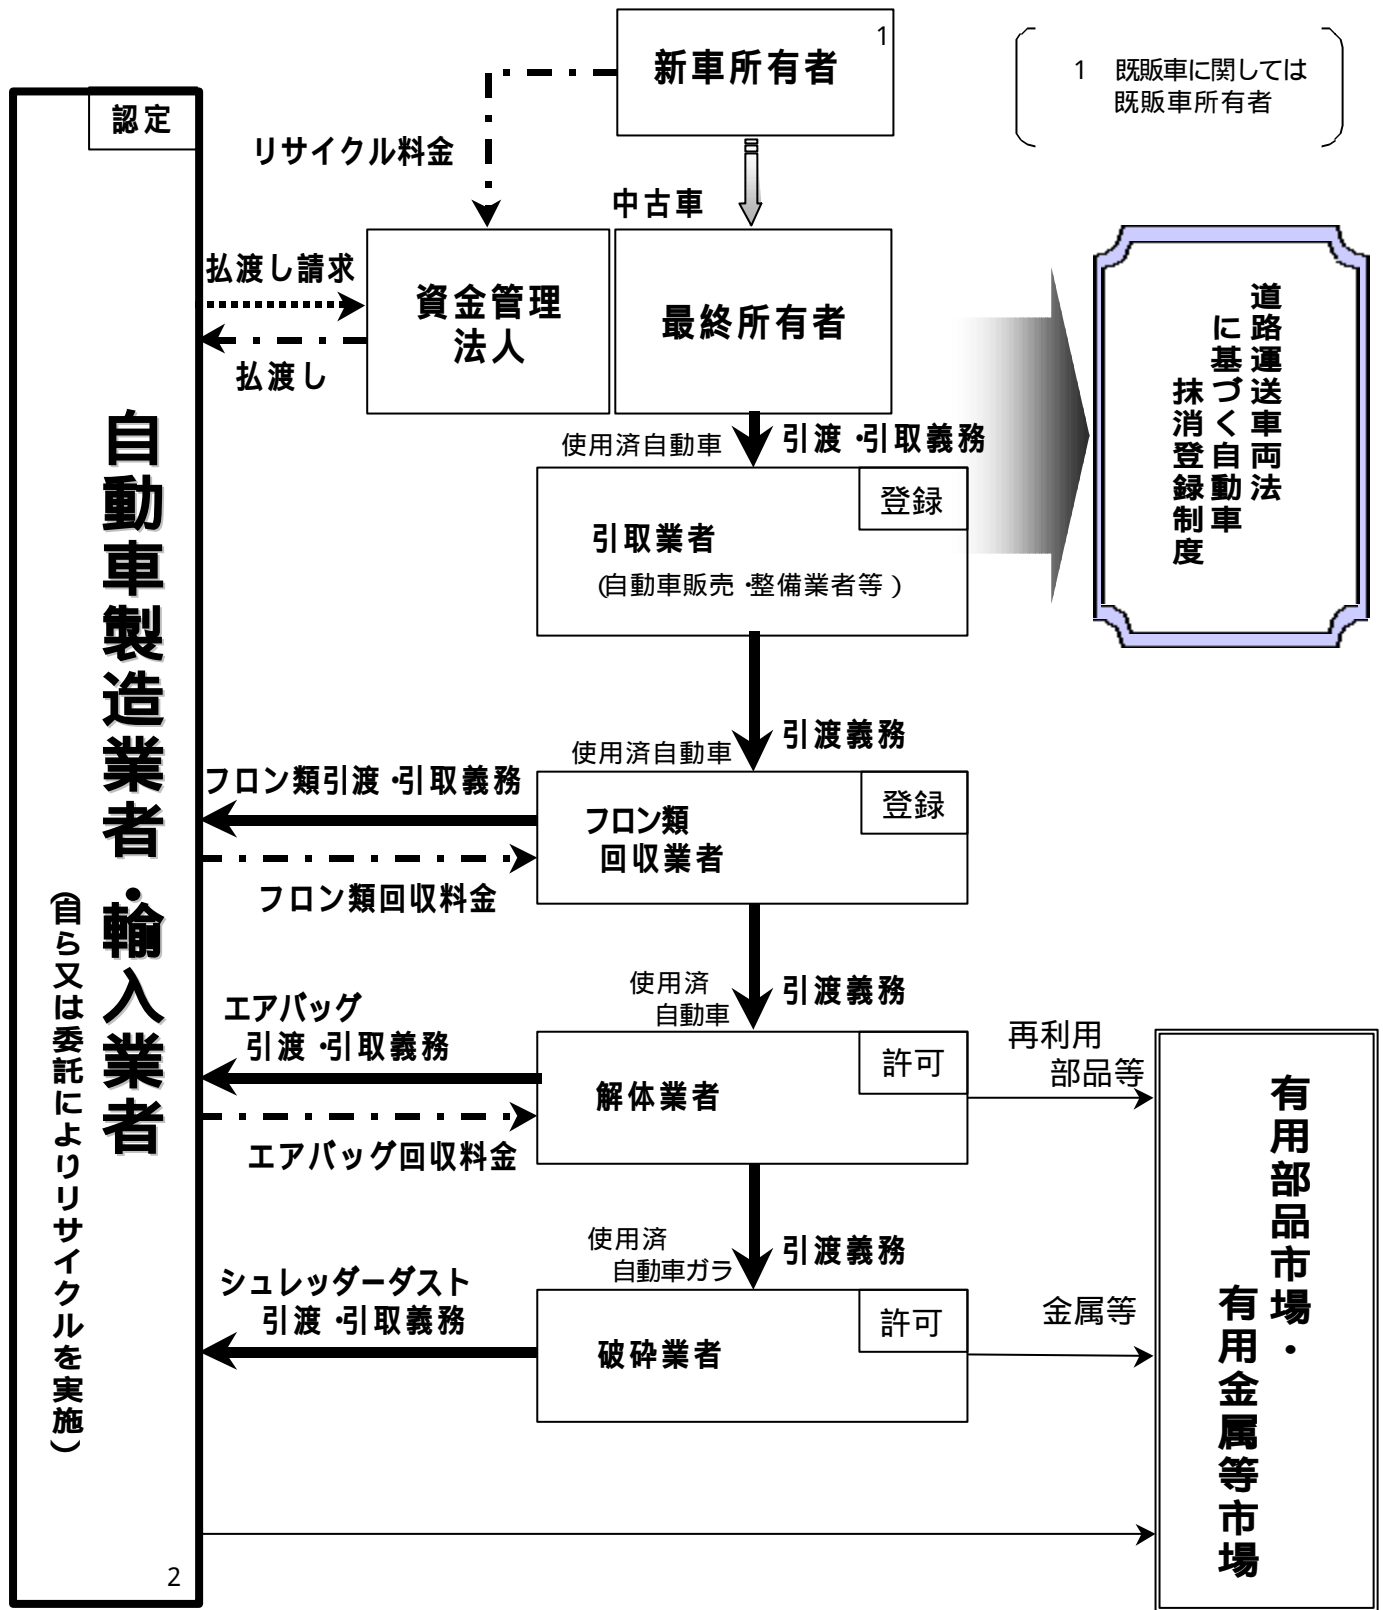 新車所有者
1
1 既販車に関しては
既販車所有者
認定
リサイクル料金
中古車
払渡し請求
資金管理
法人
最終所有者
払渡し
道路運送車両法
に基づく自動車
抹消登録制度
使用済自動車
引渡・引取義務
登録
引取業者
(自動車販売・整備業者等)
自動車製造業者・輸入業者
(自ら又は委託によりリサイクルを実施)
使用済自動車
引渡義務
フロン類引渡・引取義務
登録
フロン類
回収業者
フロン類回収料金
使用済
自動車
引渡義務
エアバッグ
引渡・引取義務
許可
解体業者
再利用
部品等
エアバッグ回収料金
使用済
自動車ガラ
引渡義務
シュレッダーダスト
引渡・引取義務
許可
破砕業者
金属等
有用部品市場・
有用金属等市場
2